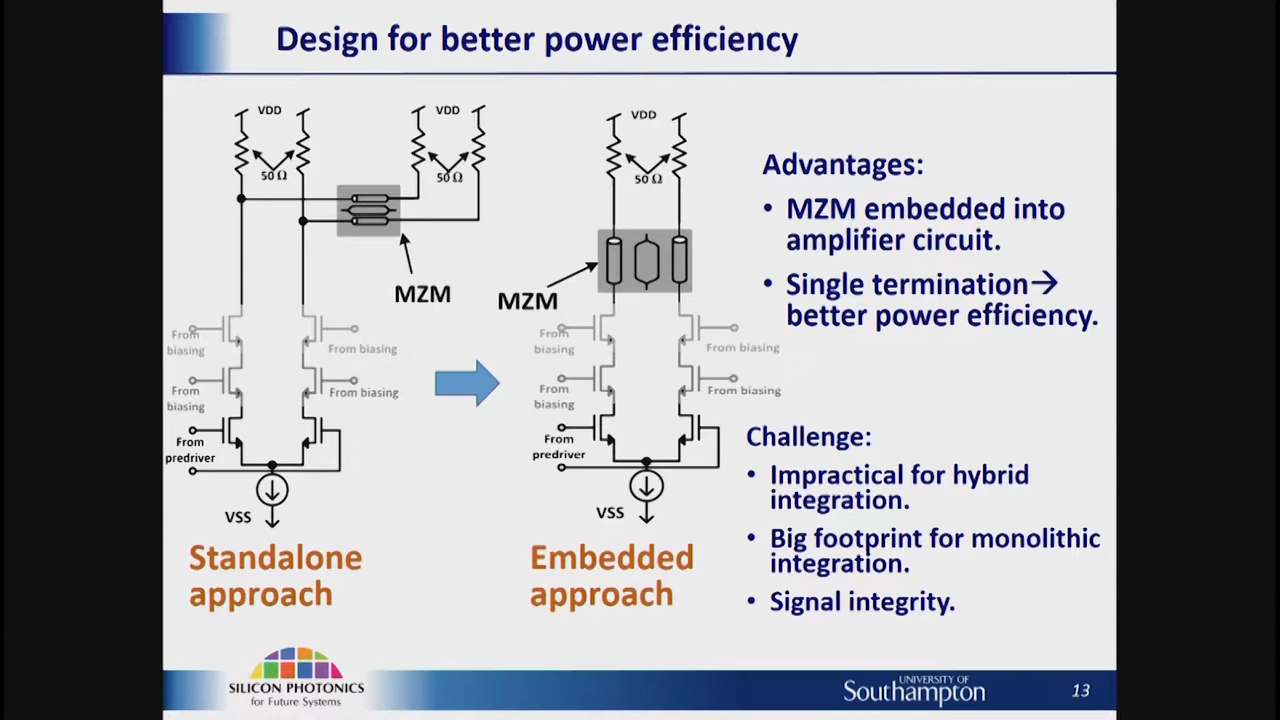 Design for better power efficiency
VDD
VDD
50 Ω
50 Ω
MZM
From
biasing
From biasing
From
biasing
From biasing
From
predriver
VSS
Standalone
approach
VDD
50 Ω
MZM
From
biasing
From biasing
From
biasing
From biasing
From
predriver
VSS
Embedded
approach
Advantages:
• MZM embedded into
amplifier circuit.
• Single termination→
better power efficiency.
Challenge:
• Impractical for hybrid
integration.
• Big footprint for monolithic
integration.
• Signal integrity.
SILICON PHOTONICS
for Future Systems
UNIVERSITY OF
Southampton
13